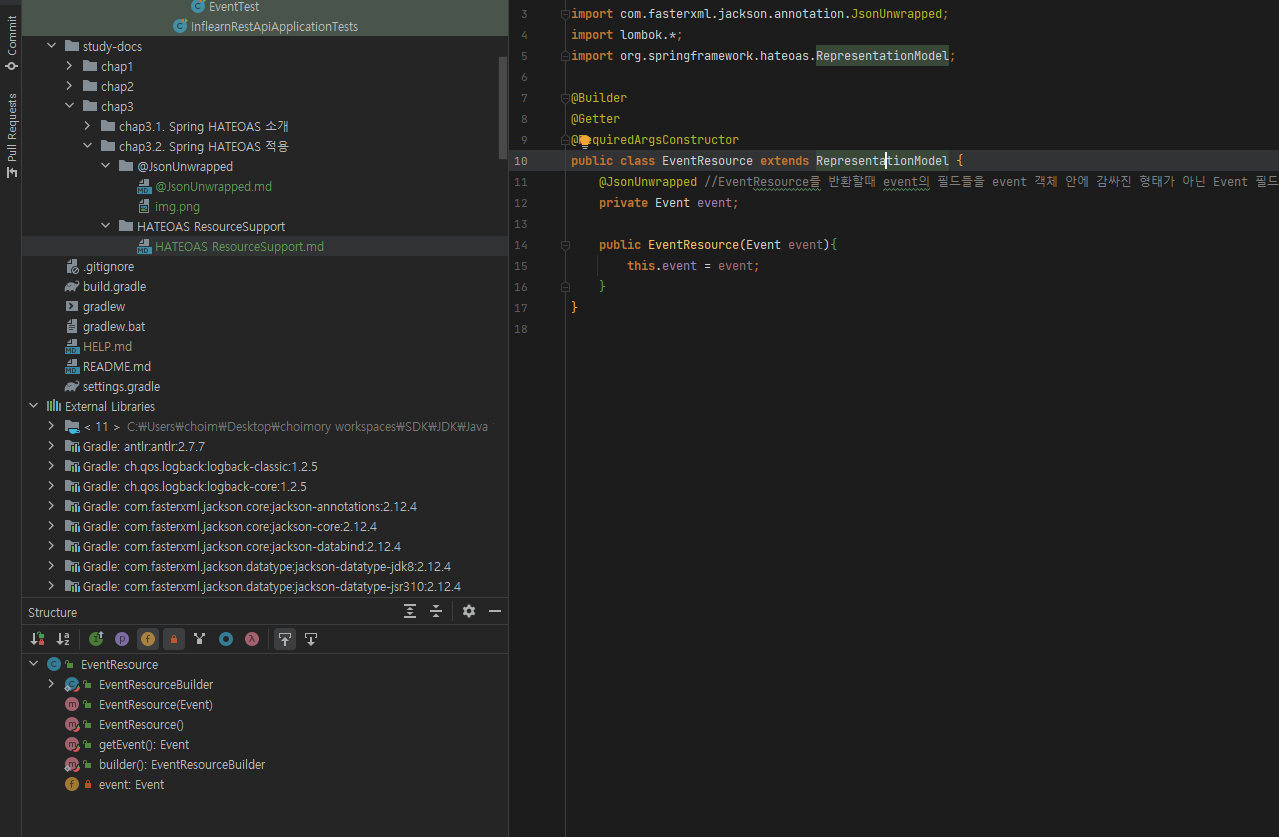 Commit
Pull Requests
EventTest
InflearnRestApiApplicationTests
study-docs
chap1
chap2
chap3
chap3.1. Spring HATEOAS 소개
chap3.2. Spring HATEOAS 적용
@JsonUnwrapped
@JsonUnwrapped.md
img.png
HATEOAS ResourceSupport
HATEOAS ResourceSupport.md
.gitignore
build.gradle
gradlew
gradlew.bat
HELP.md
README.md
settings.gradle
External Libraries
< 11 > C:₩Users₩choim₩Desktop₩choimory workspaces₩SDK₩JDK₩Java
Gradle: antlr:antlr:2.7.7
Gradle: ch.qos.logback:logback-classic:1.2.5
Gradle: ch.qos.logback:logback-core:1.2.5
Gradle: com.fasterxml.jackson.core:jackson-annotations:2.12.4
Gradle: com.fasterxml.jackson.core:jackson-core:2.12.4
Gradle: com.fasterxml.jackson.core:jackson-databind:2.12.4
Gradle: com.fasterxml.jackson.datatype:jackson-datatype-jdk8:2.12.4
Gradle: com.fasterxml.jackson.datatype:jackson-datatype-jsr310:2.12.4
Structure
EventResource
EventResourceBuilder
EventResource(Event)
EventResource()
getEvent(): Event
builder(): EventResourceBuilder
event: Event
3 import com.fasterxml.jackson.annotation.JsonUnwrapped;
4 import lombok.*;
5 import org.springframework.hateoas.RepresentationModel;
6
7 @Builder
8 @Getter
9 @RequiredArgsConstructor
10 public class EventResource extends RepresentationModel {
11 @JsonUnwrapped //EventResource를 반환할때 event의 필드들을 event 객체 안에 감싸진 형태가 아닌 Event 필드
12 private Event event;
13
14 public EventResource(Event event){
15 this.event = event;
16 }
17 }
18